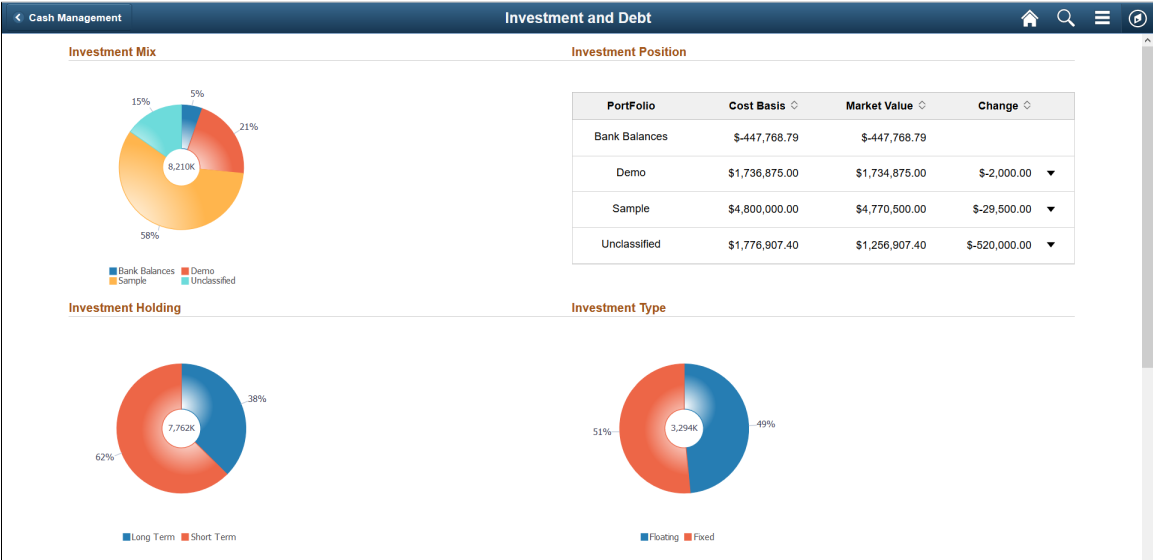 Cash Management
Investment and Debt
Investment Mix
5%
15%
21%
8,210K
58%
Bank Balances Demo
Sample Unclassified
Investment Position
PortFolio Cost Basis Market Value Change
Bank Balances $-447,768.79 $-447,768.79
Demo $1,736,875.00 $1,734,875.00 $-2,000.00
Sample $4,800,000.00 $4,770,500.00 $-29,500.00
Unclassified $1,776,907.40 $1,256,907.40 $-520,000.00
Investment Holding
38%
7,762K
62%
Long Term Short Term
Investment Type
49%
51%
3,294K
Floating Fixed